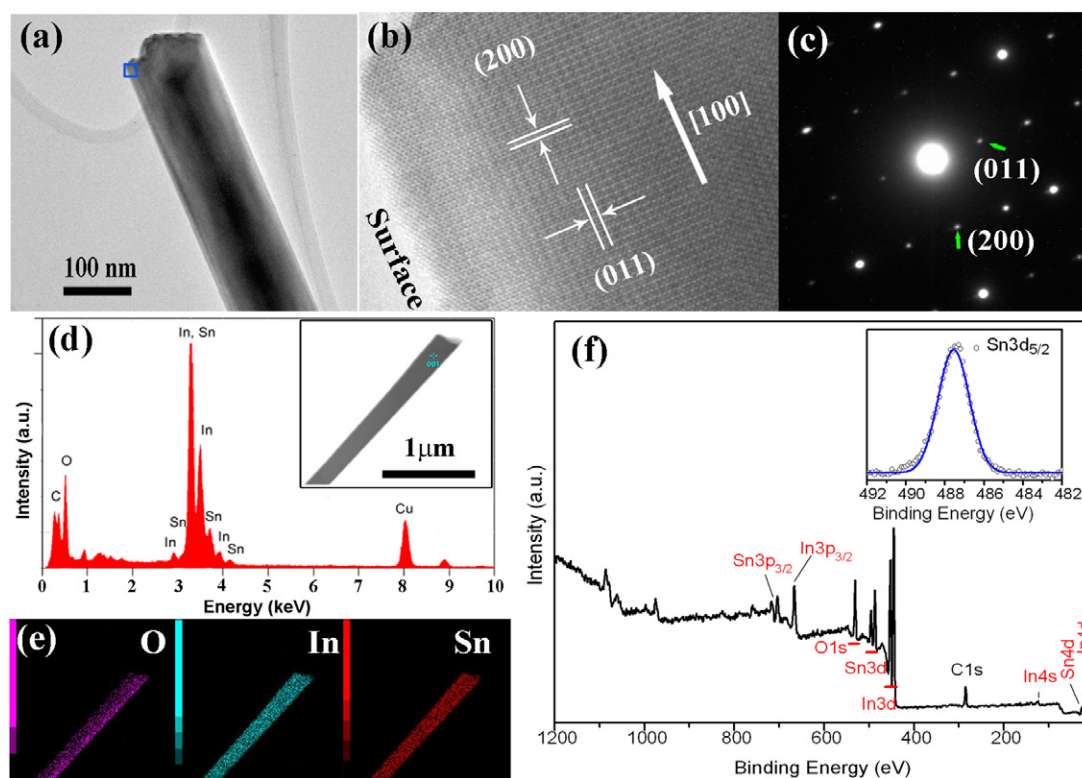 (a)
100 nm
(b)
(200)
[100]
(011)
Surface
(c)
(011)
(200)
(d)
In, Sn
In
O
C
Sn
In
Sn
In
Sn
Cu
001
1μm
Intensity (a.u.)
0 1 2 3 4 5 6 7 8 9 10
Energy (keV)
(e)
O
In
Sn
(f)
Sn3d5/2
492 490 488 486 484 482
Binding Energy (eV)
Intensity (a.u.)
Sn3p3/2
In3p3/2
O1s
Sn3d
In3d
C1s
In4s
Sn4d
In4d
1200 1000 800 600 400 200
Binding Energy (eV)